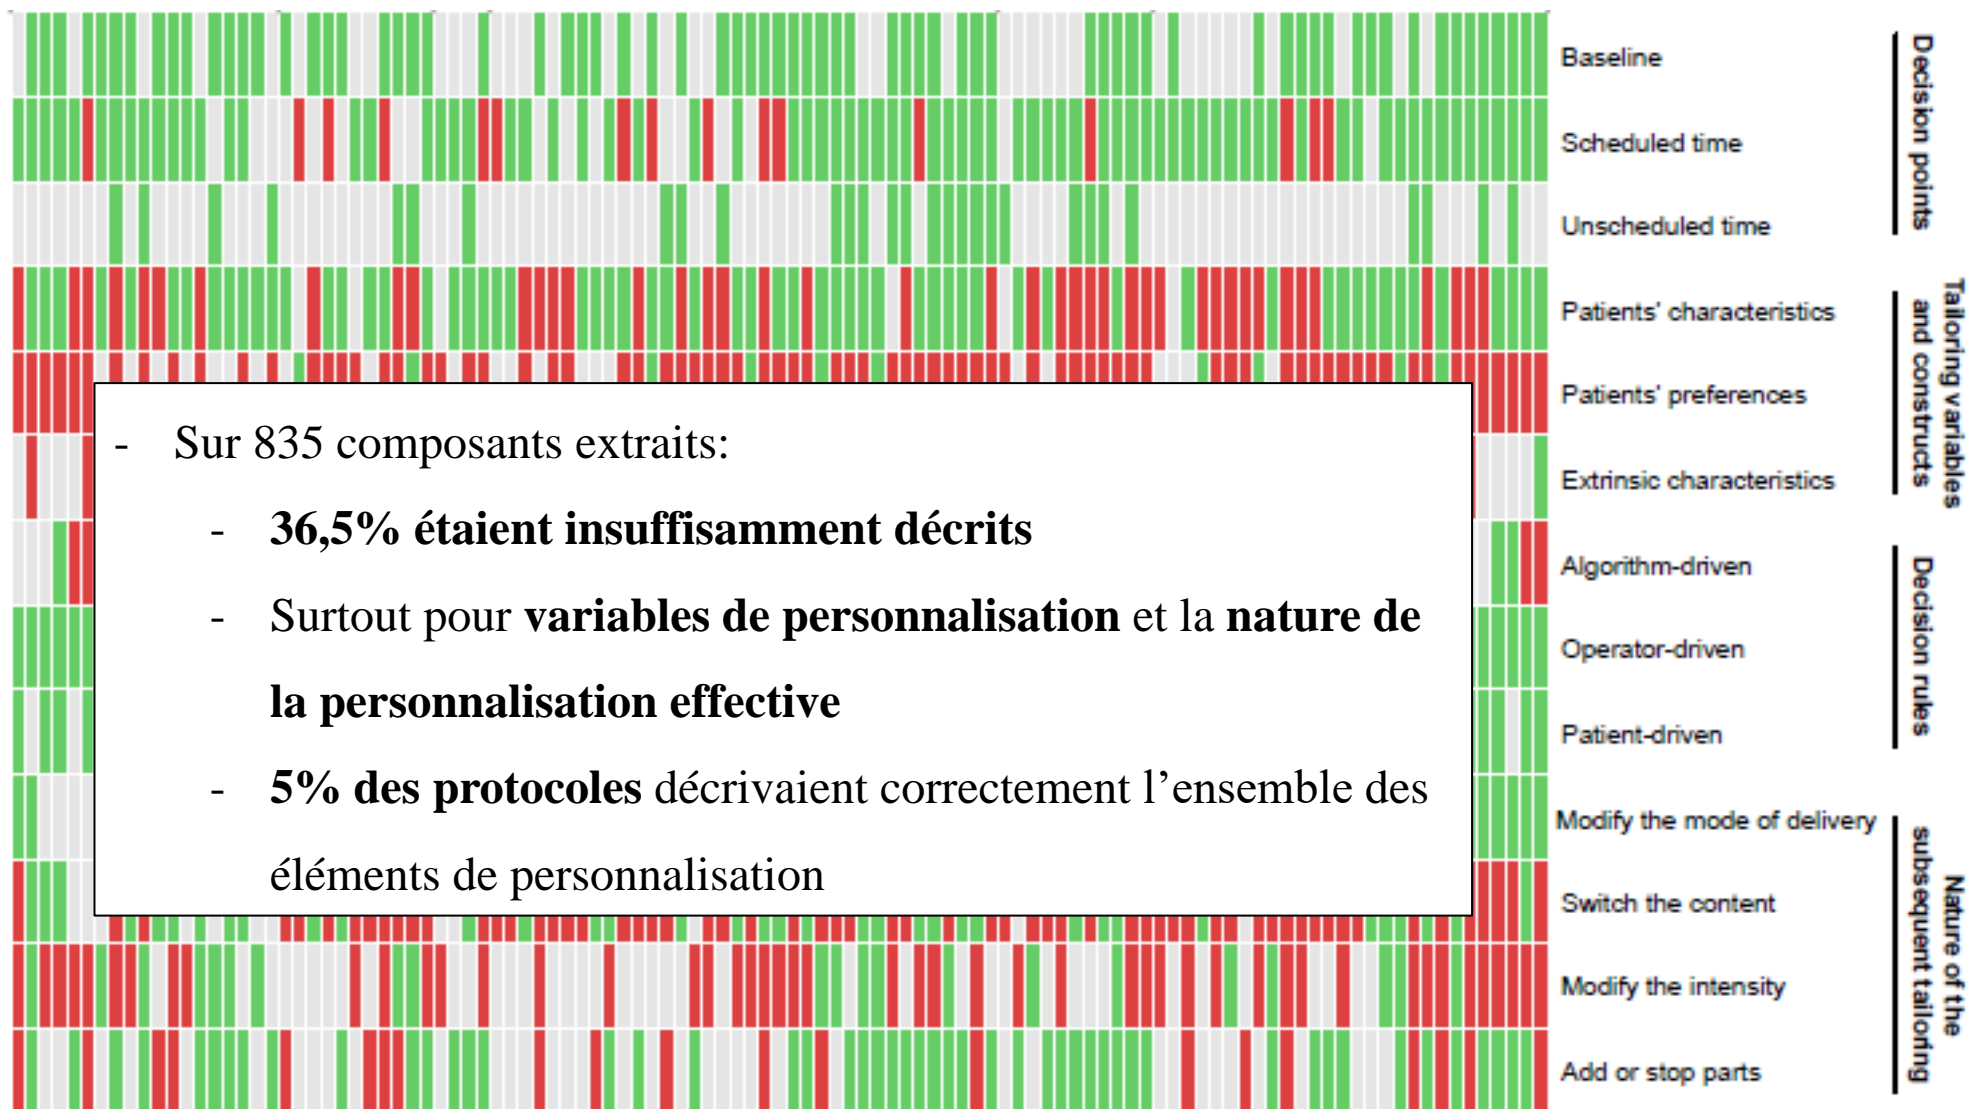 Baseline
Scheduled time
Unscheduled time
Decision points
Patients' characteristics
Patients' preferences
Extrinsic characteristics
Tailoring variables
and constructs
Algorithm-driven
Operator-driven
Patient-driven
Decision rules
Modify the mode of delivery
Switch the content
Modify the intensity
Add or stop parts
Nature of the
subsequent tailoring
- Sur 835 composants extraits:
- 36,5% étaient insuffisamment décrits
- Surtout pour variables de personnalisation et la nature de
la personnalisation effective
- 5% des protocoles décrivaient correctement l’ensemble des
éléments de personnalisation